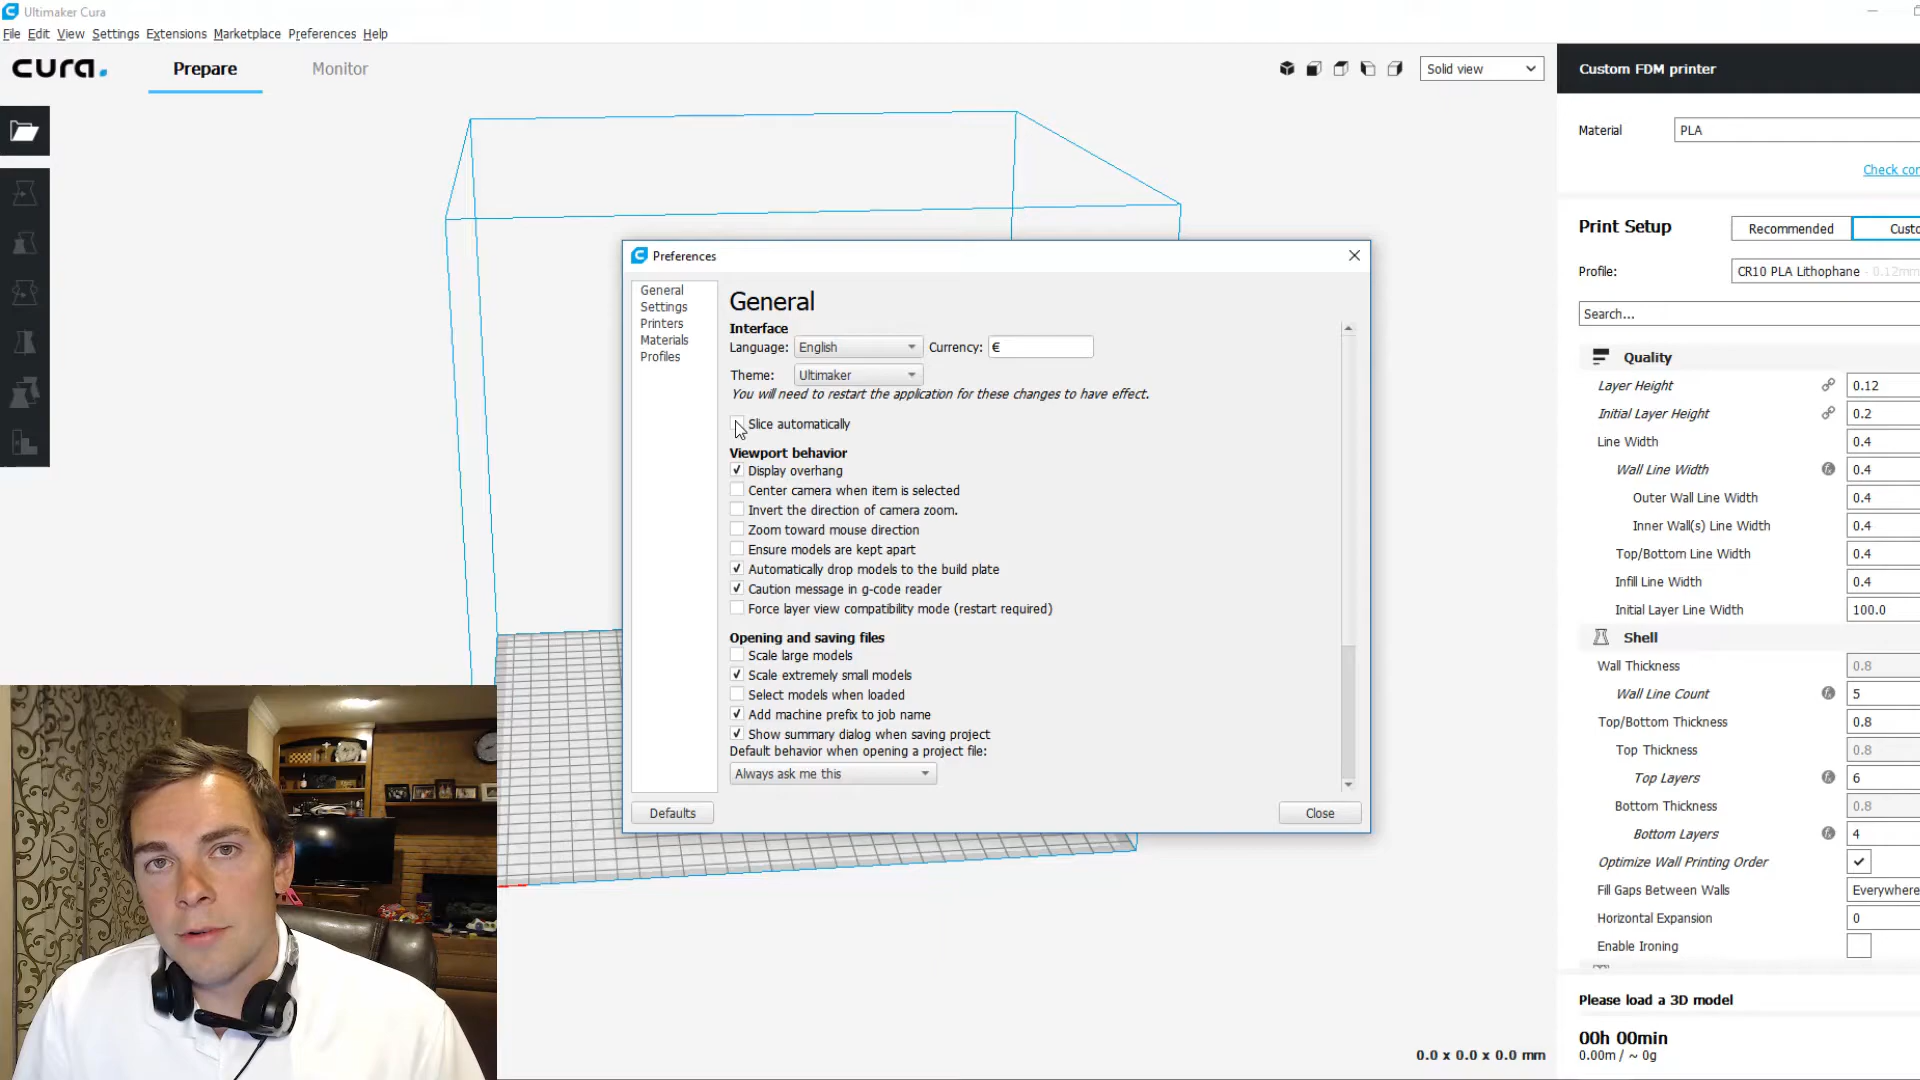 Ultimaker Cura
File Edit View Settings Extensions Marketplace Preferences Help
cura. Prepare Monitor Solid view
Custom FDM printer
Material PLA
Check
Print Setup Recommended
Profile: CR10 PLA Lithophane - 0.12mm
Search...
Quality
Layer Height 0.12
Initial Layer Height 0.2
Line Width 0.4
Wall Line Width 0.4
Outer Wall Line Width 0.4
Inner Wall(s) Line Width 0.4
Top/Bottom Line Width 0.4
Infill Line Width 0.4
Initial Layer Line Width 100.0
Shell
Wall Thickness 0.8
Wall Line Count 5
Top/Bottom Thickness 0.8
Top Thickness 0.8
Top Layers 6
Bottom Thickness 0.8
Bottom Layers 4
Optimize Wall Printing Order
Fill Gaps Between Walls Everywhere
Horizontal Expansion 0
Enable Ironing
Please load a 3D model
00h 00min
0.00m / ~ 0g
0.0 x 0.0 x 0.0 mm
Preferences
General
Settings
Printers
Materials
Profiles
General
Interface
Language: English Currency: €
Theme: Ultimaker
You will need to restart the application for these changes to have effect.
Slice automatically
Viewport behavior
Display overhang
Center camera when item is selected
Invert the direction of camera zoom.
Zoom toward mouse direction
Ensure models are kept apart
Automatically drop models to the build plate
Caution message in g-code reader
Force layer view compatibility mode (restart required)
Opening and saving files
Scale large models
Scale extremely small models
Select models when loaded
Add machine prefix to job name
Show summary dialog when saving project
Default behavior when opening a project file:
Always ask me this
Defaults Close